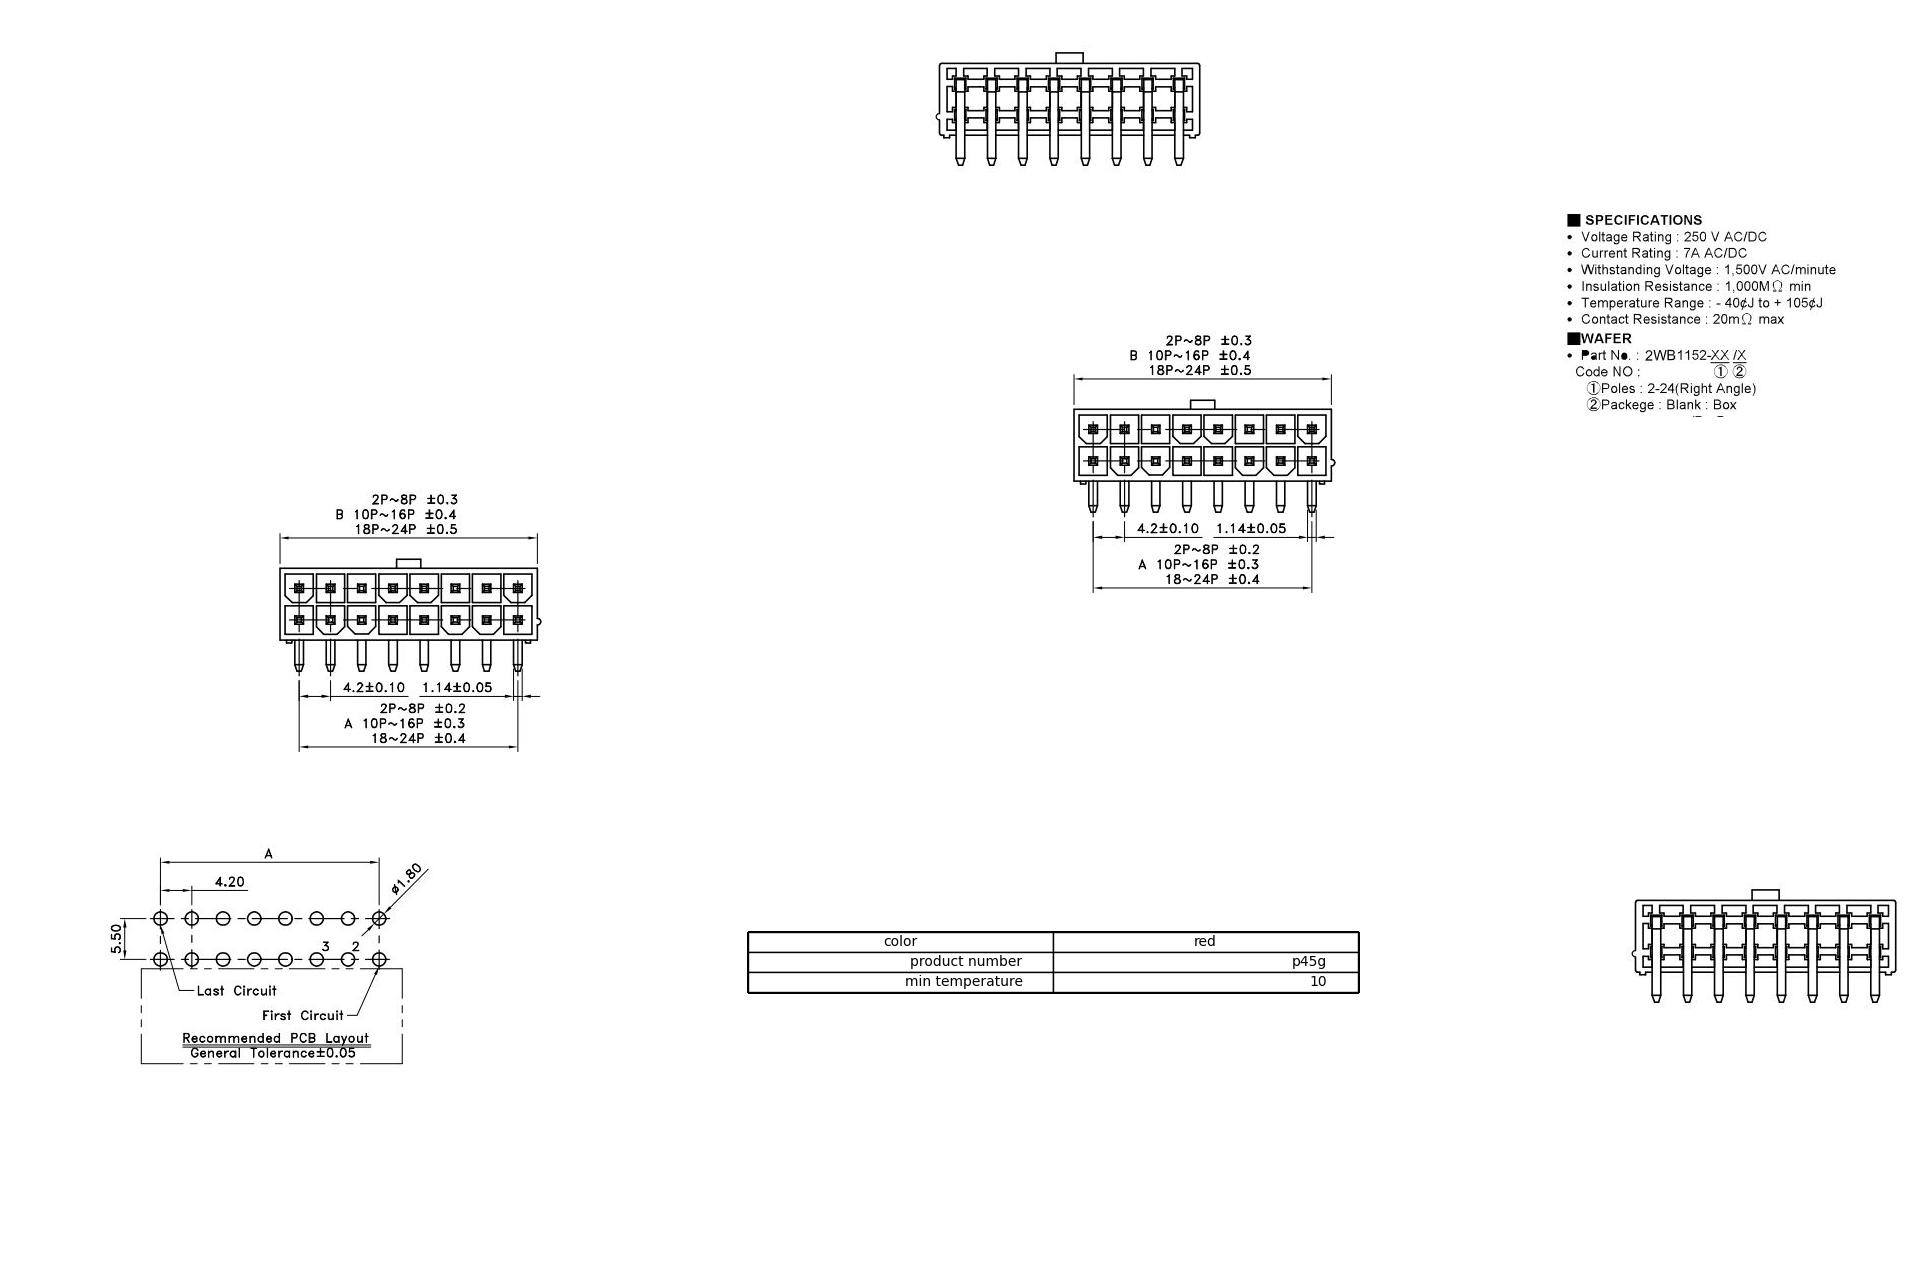 ■ SPECIFICATIONS
• Voltage Rating : 250 V AC/DC
• Current Rating : 7A AC/DC
• Withstanding Voltage : 1,500V AC/minute
• Insulation Resistance : 1,000MΩ min
• Temperature Range : - 40¢J to + 105¢J
• Contact Resistance : 20mΩ max
■WAFER
• Part No. : 2WB1152-XX /X
Code NO : ① ②
①Poles : 2-24(Right Angle)
②Packege : Blank : Box
2P~8P ±0.3
B 10P~16P ±0.4
18P~24P ±0.5
4.2±0.10 1.14±0.05
2P~8P ±0.2
A 10P~16P ±0.3
18~24P ±0.4
2P~8P ±0.3
B 10P~16P ±0.4
18P~24P ±0.5
4.2±0.10 1.14±0.05
2P~8P ±0.2
A 10P~16P ±0.3
18~24P ±0.4
A
4.20
ø1.80
5.50
3 2
Last Circuit
First Circuit
Recommended PCB Layout
General Tolerance±0.05
color red
product number p45g
min temperature 10